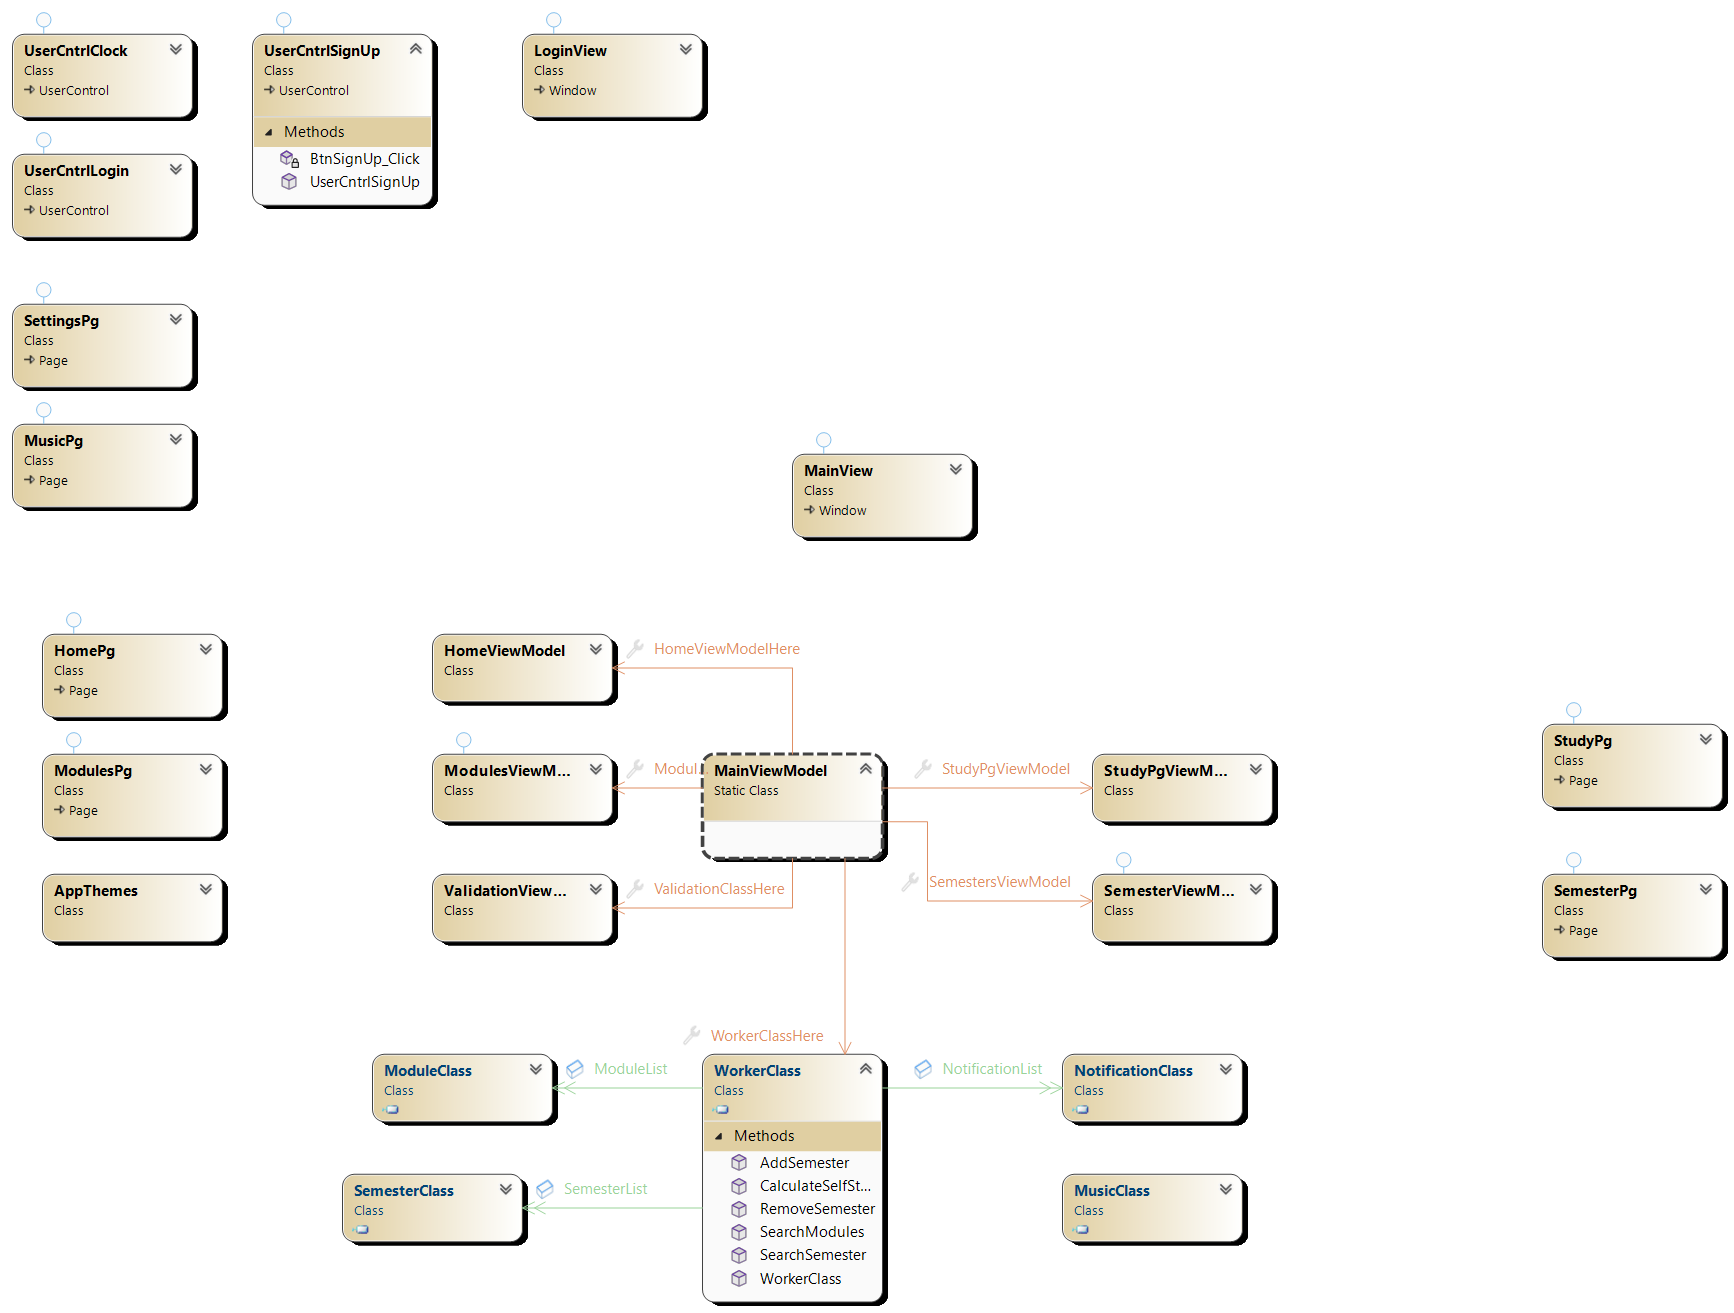 UserCntrlClock
Class
UserControl
UserCntrlSignUp
Class
UserControl
Methods
BtnSignUp_Click
UserCntrlSignUp
LoginView
Class
Window
UserCntrlLogin
Class
UserControl
SettingsPg
Class
Page
MusicPg
Class
Page
MainView
Class
Window
HomePg
Class
Page
HomeViewModel
Class
HomeViewModelHere
ModulesPg
Class
Page
ModulesViewM...
Class
Modul...
MainViewModel
Static Class
StudyPgViewModel
StudyPgViewM...
Class
StudyPg
Class
Page
AppThemes
Class
ValidationView...
Class
ValidationClassHere
SemestersViewModel
SemesterViewM...
Class
SemesterPg
Class
Page
WorkerClassHere
ModuleClass
Class
ModuleList
WorkerClass
Class
Methods
AddSemester
CalculateSelfSt...
RemoveSemester
SearchModules
SearchSemester
WorkerClass
NotificationList
NotificationClass
Class
SemesterClass
Class
SemesterList
MusicClass
Class